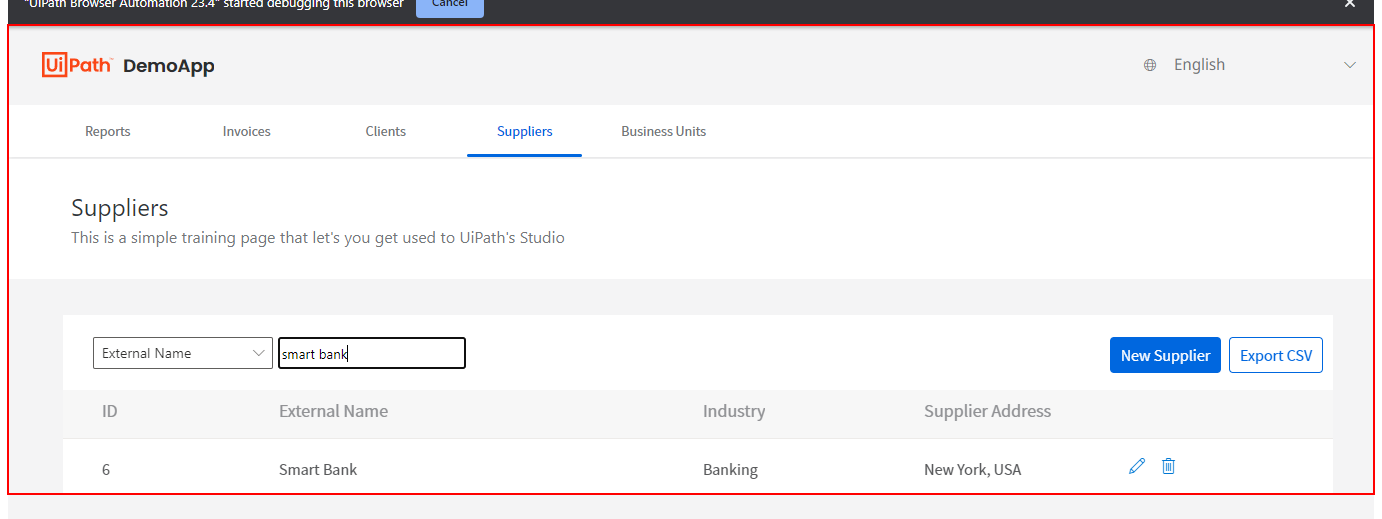 "UiPath Browser Automation 23.4" started debugging this browser Cancel
UiPath DemoApp English
Reports Invoices Clients Suppliers Business Units
Suppliers
This is a simple training page that let's you get used to UiPath's Studio
External Name smart bank New Supplier Export CSV
ID External Name Industry Supplier Address
6 Smart Bank Banking New York, USA